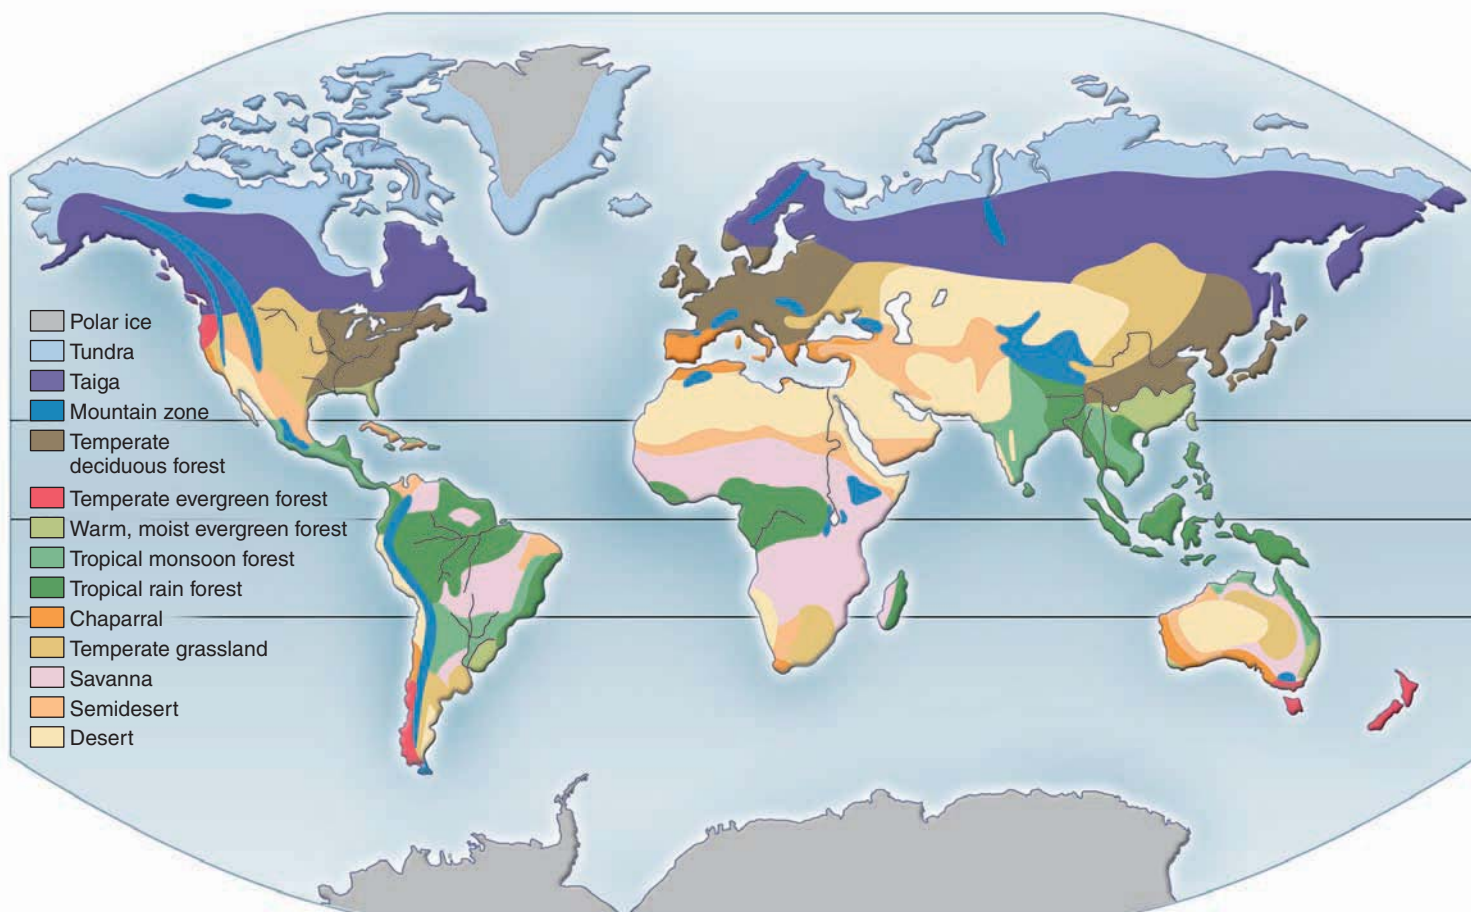 Polar ice
Tundra
Taiga
Mountain zone
Temperate
deciduous forest
Temperate evergreen forest
Warm, moist evergreen forest
Tropical monsoon forest
Tropical rain forest
Chaparral
Temperate grassland
Savanna
Semidesert
Desert